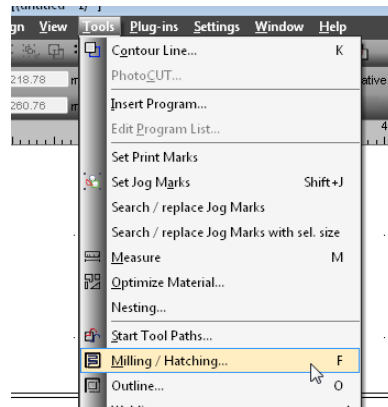 gn View Tools Plug-ins Settings Window Help
Contour Line... K
218.78 m PhotoCUT... ative
260.76 m Insert Program...
Edit Program List...
4
Set Print Marks
Set Jog Marks Shift+J
Search / replace Jog Marks
Search / replace Jog Marks with sel. size
Measure M
Optimize Material...
Nesting...
Start Tool Paths...
Milling / Hatching... F
Outline... O